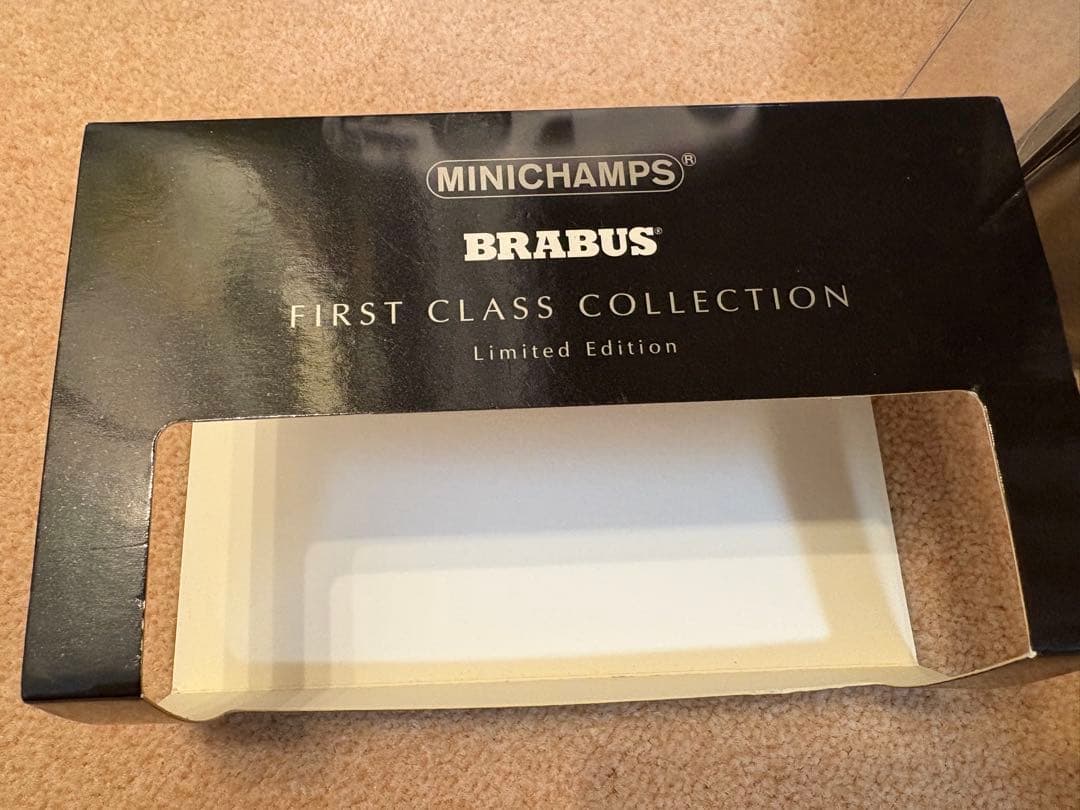 MINICHAMPS®
BRABUS®
FIRST CLASS COLLECTION
Limited Edition